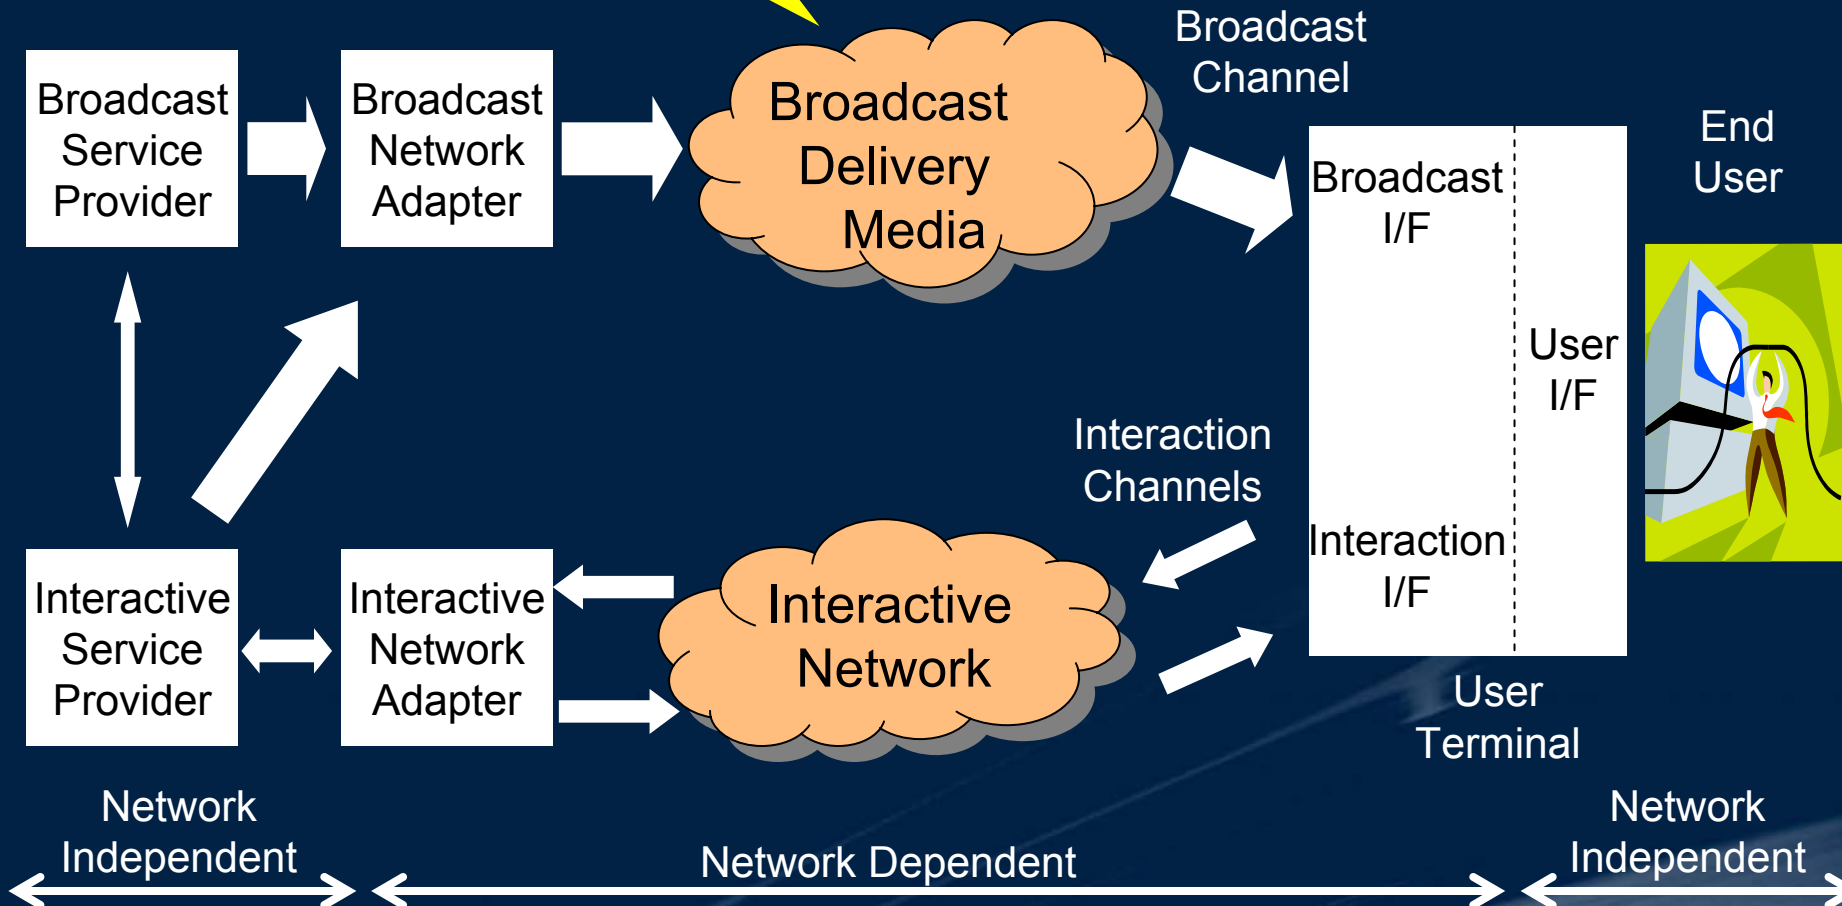 Broadcast
Service
Provider
Broadcast
Network
Adapter
Broadcast
Delivery
Media
Broadcast
Channel
Broadcast
I/F
End
User
User
I/F
Interaction
Channels
Interaction
I/F
Interactive
Service
Provider
Interactive
Network
Adapter
Interactive
Network
User
Terminal
Network
Independent
Network Dependent
Network
Independent